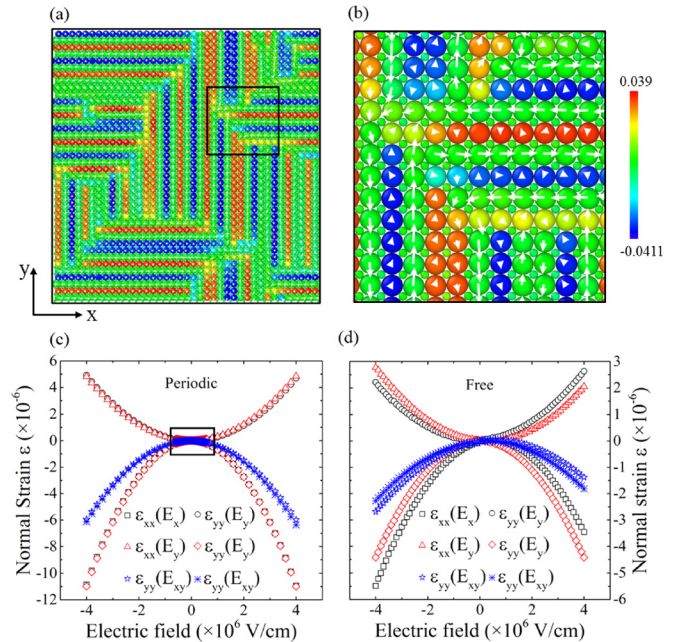 (a)
(b)
y
x
0.039
-0.0411
(c)
(d)
Normal Strain ε (×10⁻⁶)
6
4
2
0
-2
-4
-6
-8
-10
-12
Periodic
□ εxx(Ex) ○ εyy(Ey)
△ εxx(Ey) ◇ εyy(Ey)
☆ εyy(Exy) ✳ εyy(Exy)
-4 -2 0 2 4
Electric field (×10⁶ V/cm)
Free
□ εxx(Ex) ○ εyy(Ey)
△ εxx(Ey) ◇ εyy(Ey)
☆ εyy(Exy) ✳ εyy(Exy)
-4 -2 0 2 4
Electric field (×10⁶ V/cm)
3
2
1
0
-1
-2
-3
-4
-5
-6
Normal strain ε (×10⁻⁶)